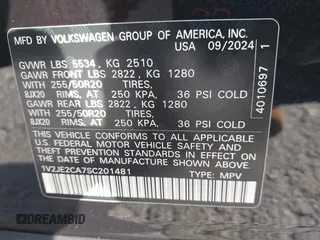 MFD. BY VOLKSWAGEN GROUP OF AMERICA, INC.
USA 09/2024
GVWR LBS 5534, KG 2510
GAWR FRONT LBS 2822, KG 1280
WITH 255/50R20 TIRES,
8JX20 RIMS, AT 250 KPA, 36 PSI COLD
GAWR REAR LBS 2822, KG 1280
WITH 255/50R20 TIRES,
8JX20 RIMS, AT 250 KPA, 36 PSI COLD
THIS VEHICLE CONFORMS TO ALL APPLICABLE
U.S. FEDERAL MOTOR VEHICLE SAFETY AND
THEFT PREVENTION STANDARDS IN EFFECT ON
THE DATE OF MANUFACTURE SHOWN ABOVE.
1V2JE2CA7SC201481 TYPE: MPV
4010697 1
DREAMBID